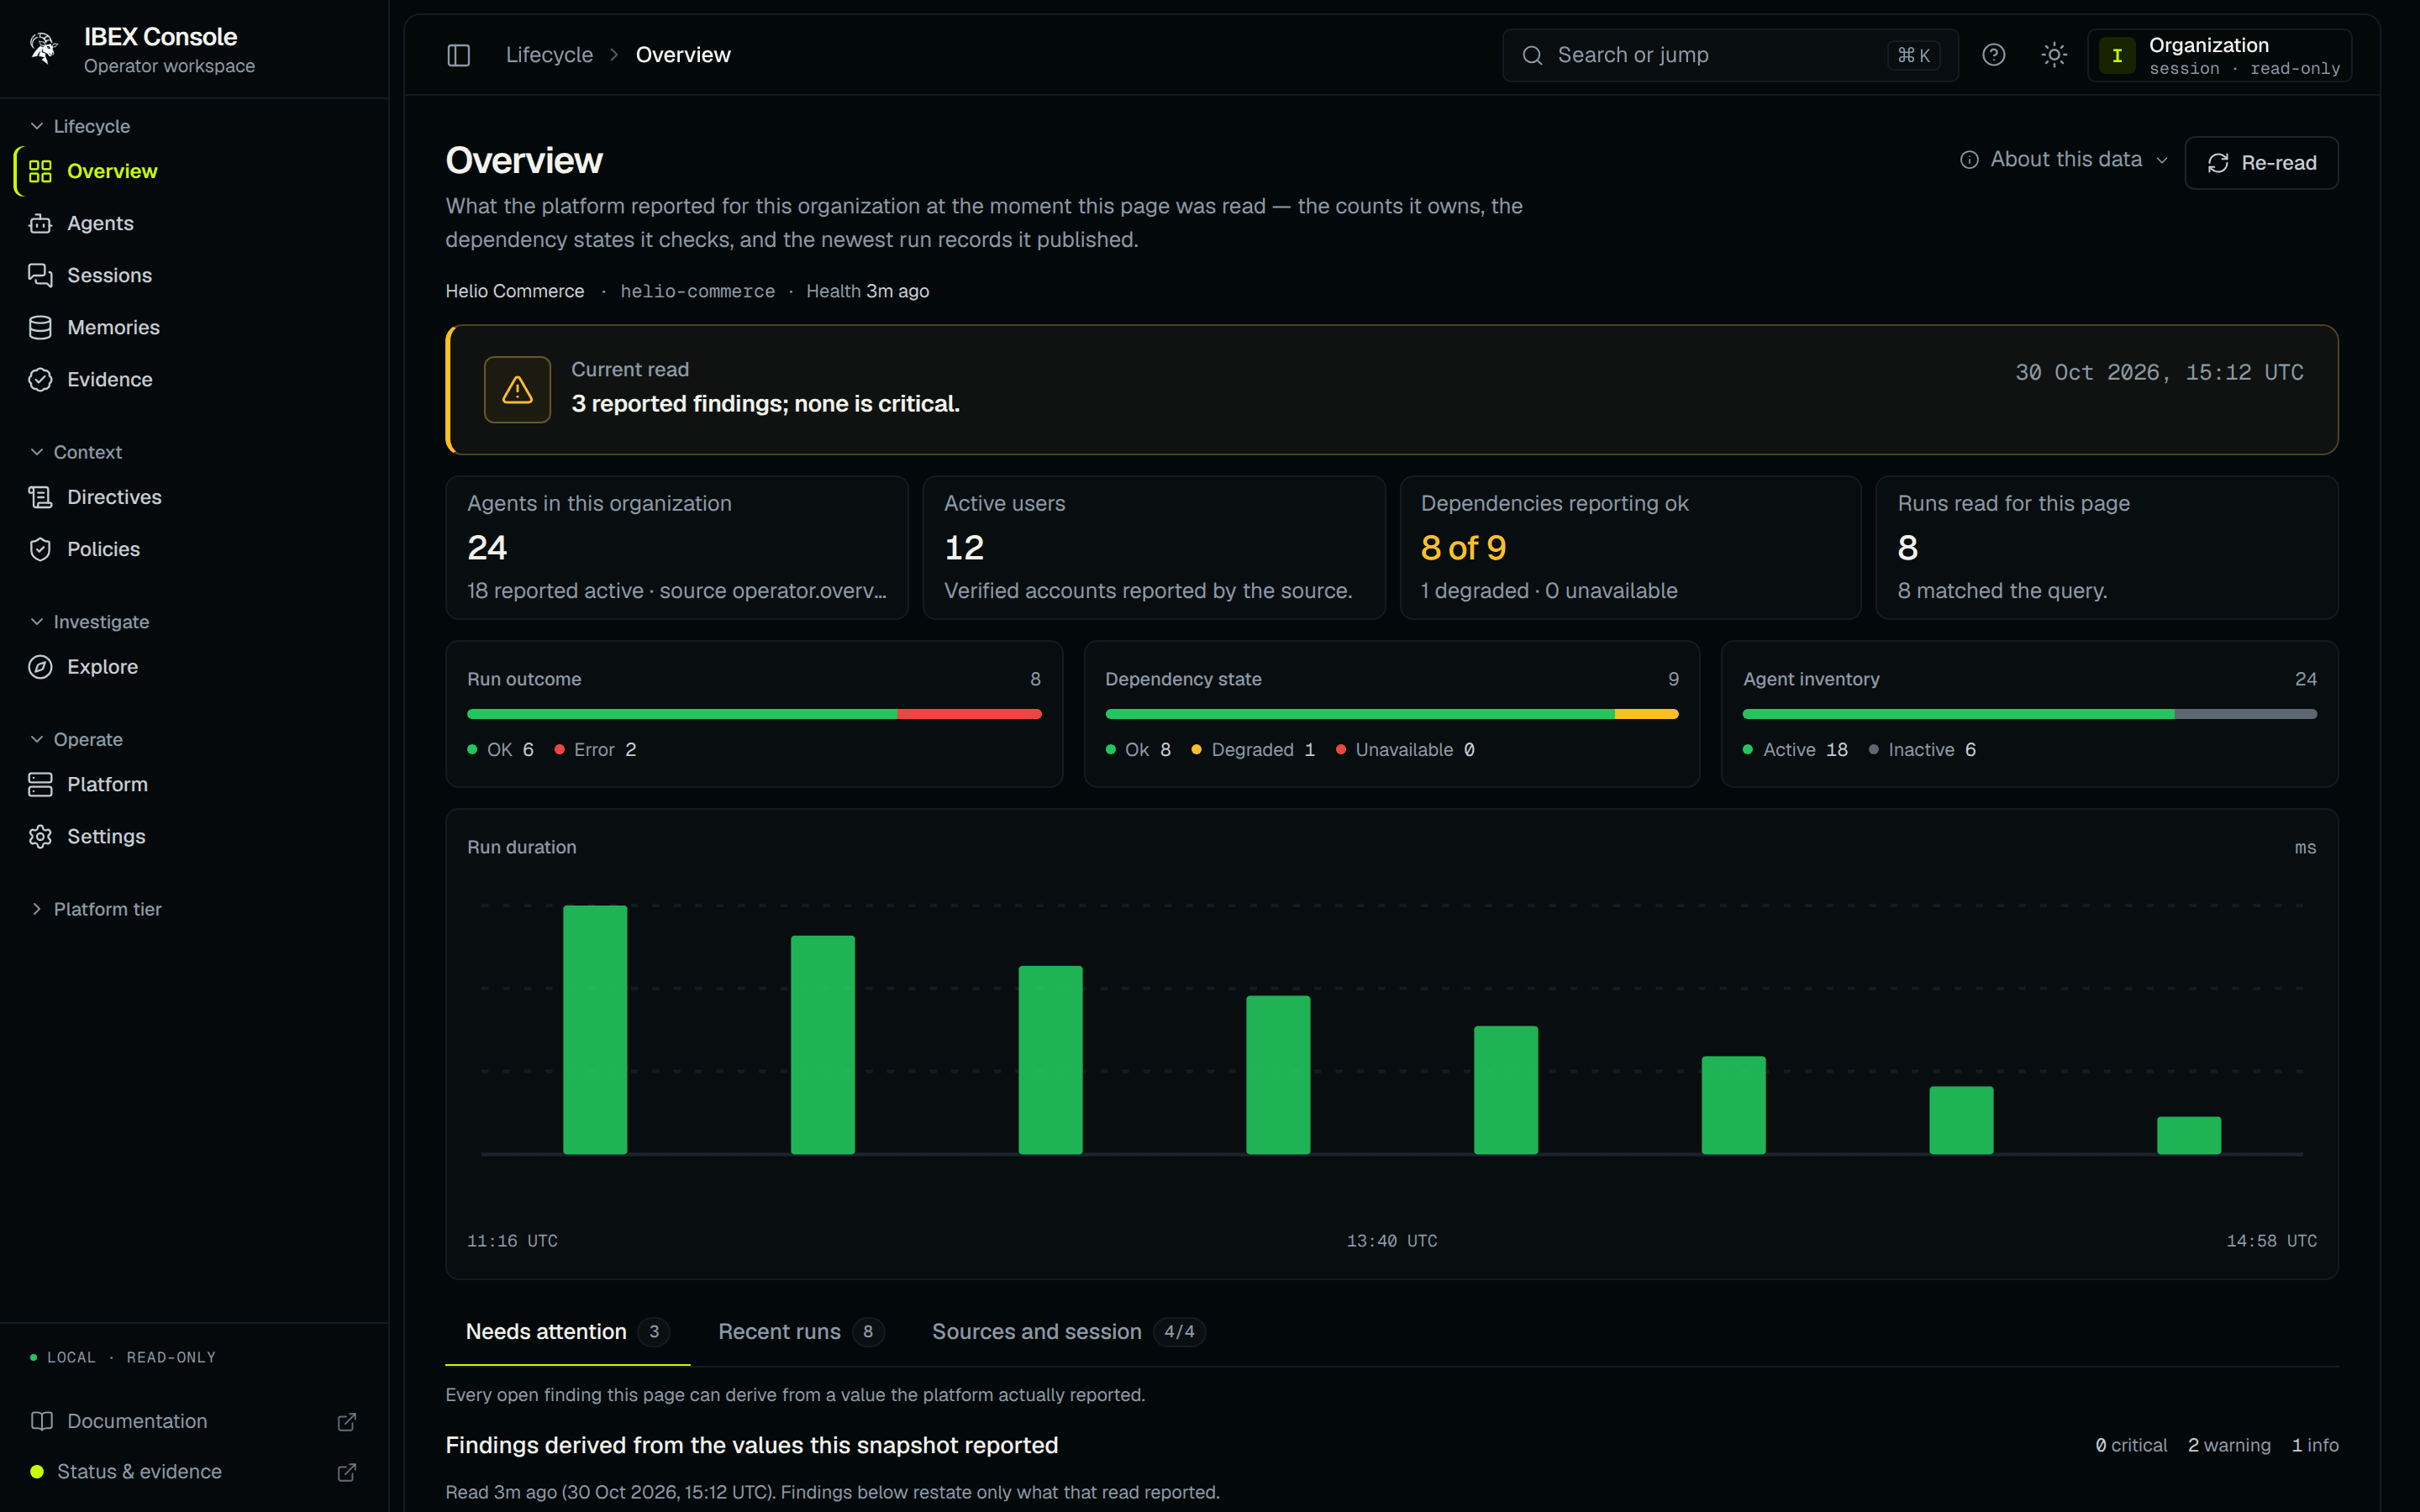 IBEX Console
Operator workspace
Lifecycle
Overview
Agents
Sessions
Memories
Evidence
Context
Directives
Policies
Investigate
Explore
Operate
Platform
Settings
Platform tier
LOCAL · READ-ONLY
Documentation
Status & evidence
Lifecycle > Overview
Search or jump ⌘K
I
Organization
session · read-only
Overview
About this data
Re-read
What the platform reported for this organization at the moment this page was read — the counts it owns, the
dependency states it checks, and the newest run records it published.
Helio Commerce · helio-commerce · Health 3m ago
Current read
3 reported findings; none is critical.
30 Oct 2026, 15:12 UTC
Agents in this organization
24
18 reported active · source operator.overv…
Active users
12
Verified accounts reported by the source.
Dependencies reporting ok
8 of 9
1 degraded · 0 unavailable
Runs read for this page
8
8 matched the query.
Run outcome 8
OK 6 Error 2
Dependency state 9
Ok 8 Degraded 1 Unavailable 0
Agent inventory 24
Active 18 Inactive 6
Run duration ms
11:16 UTC 13:40 UTC 14:58 UTC
Needs attention 3 Recent runs 8 Sources and session 4/4
Every open finding this page can derive from a value the platform actually reported.
Findings derived from the values this snapshot reported
0 critical 2 warning 1 info
Read 3m ago (30 Oct 2026, 15:12 UTC). Findings below restate only what that read reported.